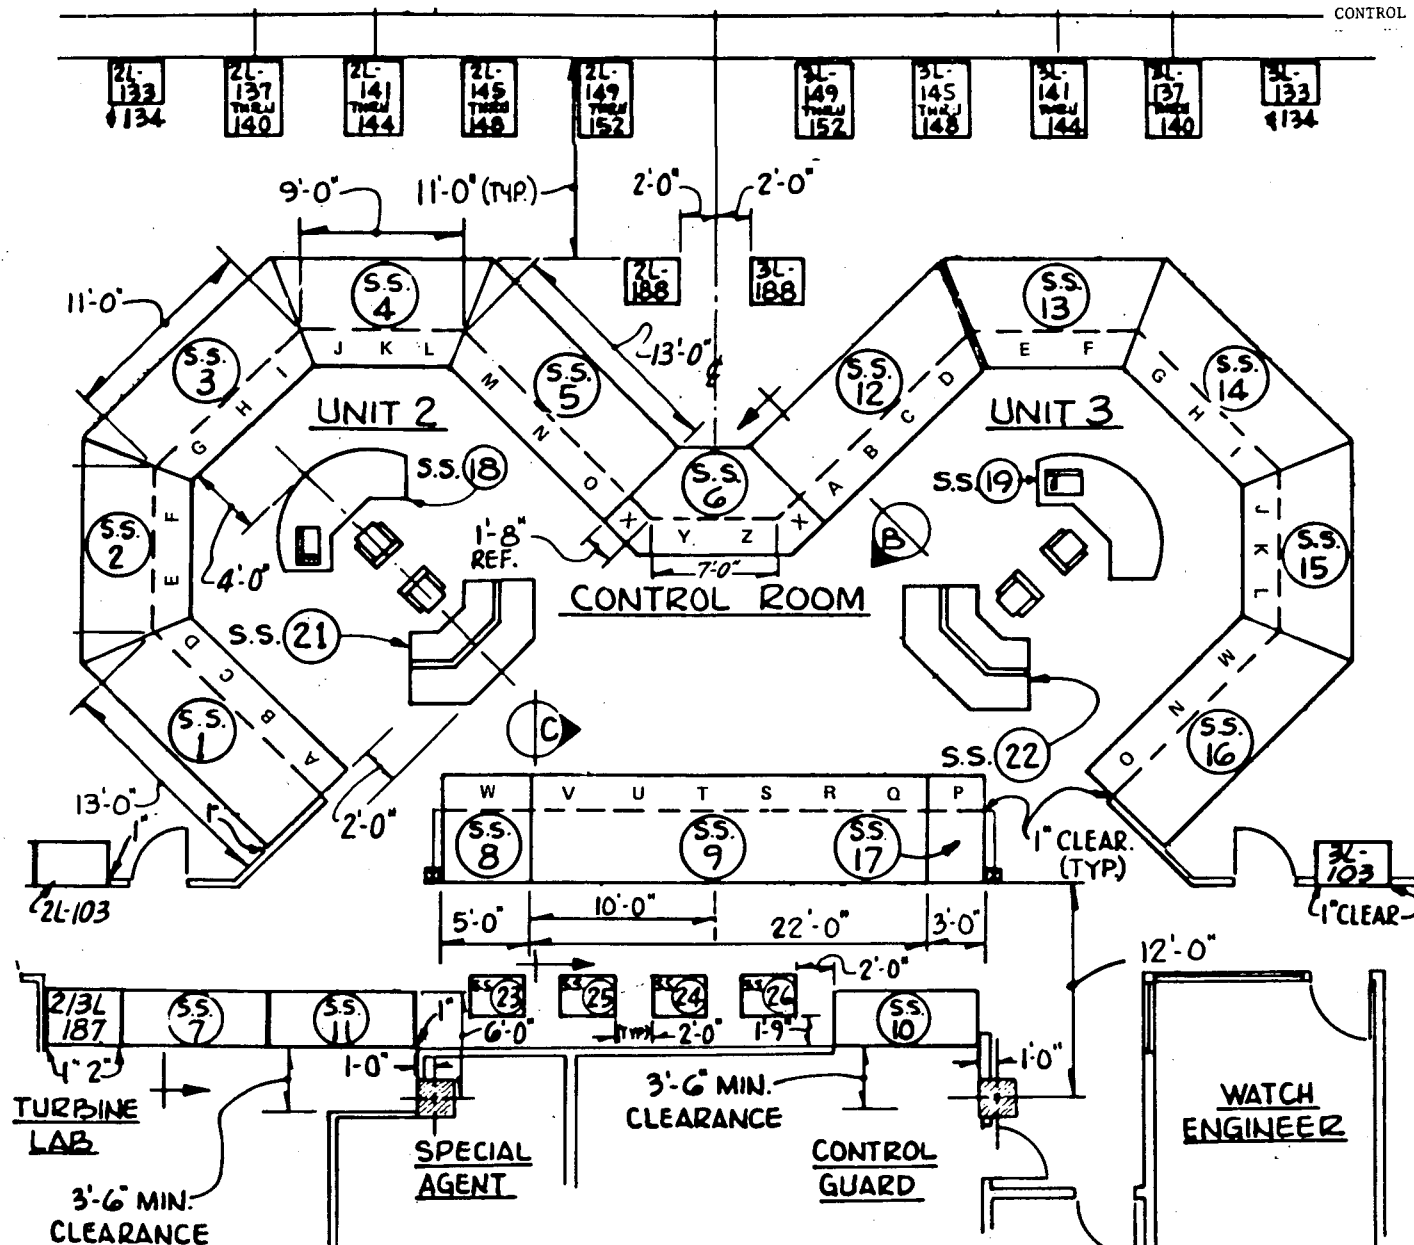 CONTROL
2L-
133
&134
2L-
137
THRU
140
2L-
141
THRU
144
2L-
145
THRU
148
2L-
149
THRU
152
3L-
149
THRU
152
3L-
145
THRU
148
3L-
141
THRU
144
3L-
137
THRU
140
3L-
133
&134
9'-0"
11'-0" (TYP.)
2'-0"
2'-0"
2L-
188
3L-
188
11'-0"
S.S.
4
J K L
S.S.
3
G H I
S.S.
5
M N O
13'-0"
UNIT 2
S.S.
13
E F
S.S.
12
A B C D
S.S.
14
G H I
UNIT 3
S.S.
2
E F
S.S. 18
4'-0"
S.S.
6
X Y Z X
7'-0"
1'-8"
REF.
S.S. 19
B
S.S.
15
J K L
CONTROL ROOM
S.S. 21
S.S.
1
A B C D
13'-0"
1"
1"
2'-0"
C
S.S. 22
S.S.
16
M N O
2L-103
W V U T S R Q P
S.S.
8
S.S.
9
S.S.
17
1" CLEAR.
(TYP.)
3L-
103
1" CLEAR
5'-0"
10'-0"
22'-0"
3'-0"
12'-0"
2/3L
187
S.S.
7
S.S.
11
1"
6'-0"
S.S. 23
S.S. 25
S.S. 24
S.S. 26
2'-0"
S.S.
10
4" 2"
1'-0"
(TYP)
2'-0"
1'-9"
1'-0"
TURBINE
LAB
3'-6" MIN.
CLEARANCE
SPECIAL
AGENT
3'-6" MIN.
CLEARANCE
CONTROL
GUARD
WATCH
ENGINEER